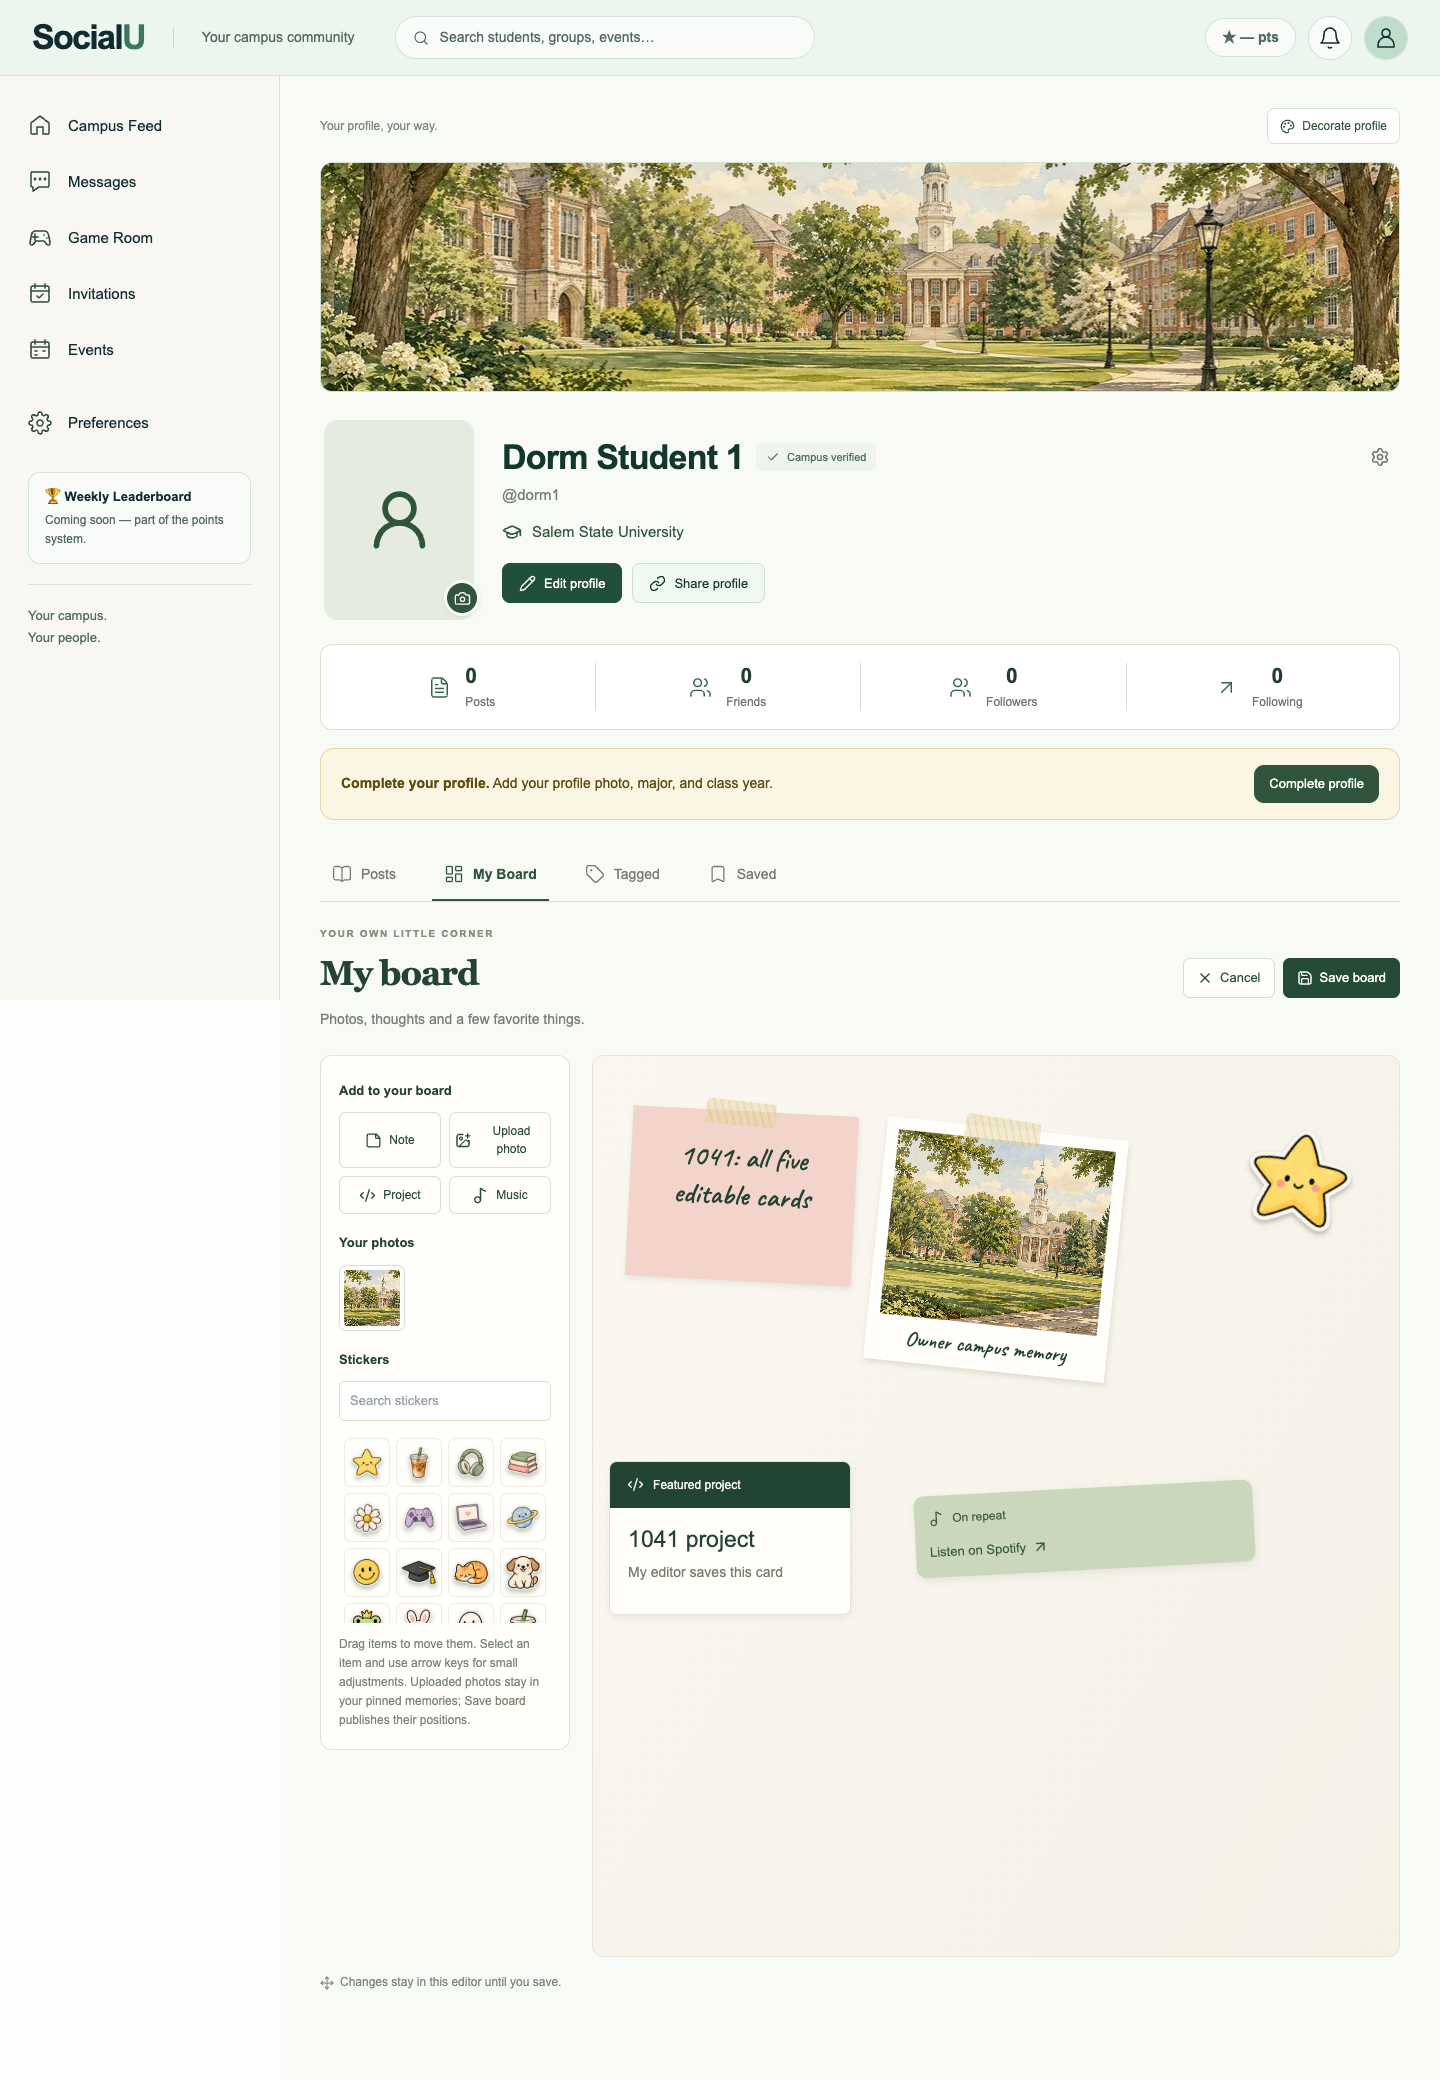 SocialU
Your campus community
Search students, groups, events…
★ — pts
Campus Feed
Messages
Game Room
Invitations
Events
Preferences
🏆 Weekly Leaderboard
Coming soon — part of the points
system.
Your campus.
Your people.
Your profile, your way.
Decorate profile
Dorm Student 1
Campus verified
@dorm1
Salem State University
Edit profile
Share profile
0
Posts
0
Friends
0
Followers
0
Following
Complete your profile. Add your profile photo, major, and class year.
Complete profile
Posts
My Board
Tagged
Saved
YOUR OWN LITTLE CORNER
My board
Photos, thoughts and a few favorite things.
Cancel
Save board
Add to your board
Note
Upload
photo
Project
Music
Your photos
Stickers
Search stickers
Drag items to move them. Select an
item and use arrow keys for small
adjustments. Uploaded photos stay in
your pinned memories; Save board
publishes their positions.
1041: all five
editable cards
Owner campus memory
Featured project
1041 project
My editor saves this card
On repeat
Listen on Spotify
Changes stay in this editor until you save.